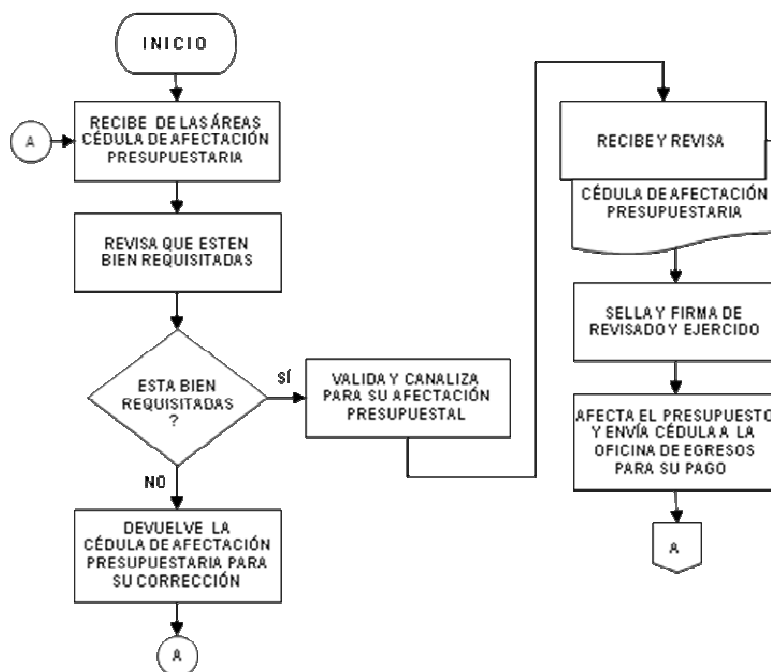 INICIO
A
RECIBE DE LAS ÁREAS
CÉDULA DE AFECTACIÓN
PRESUPUESTARIA
REVISA QUE ESTEN
BIEN REQUISITADAS
ESTA BIEN
REQUISITADAS
?
SÍ
NO
VALIDA Y CANALIZA
PARA SU AFECTACIÓN
PRESUPUESTAL
DEVUELVE LA
CÉDULA DE AFECTACIÓN
PRESUPUESTARIA PARA
SU CORRECCIÓN
A
RECIBE Y REVISA
CÉDULA DE AFECTACIÓN
PRESUPUESTARIA
SELLA Y FIRMA DE
REVISADO Y EJERCIDO
AFECTA EL PRESUPUESTO
Y ENVÍA CÉDULA A LA
OFICINA DE EGRESOS
PARA SU PAGO
A